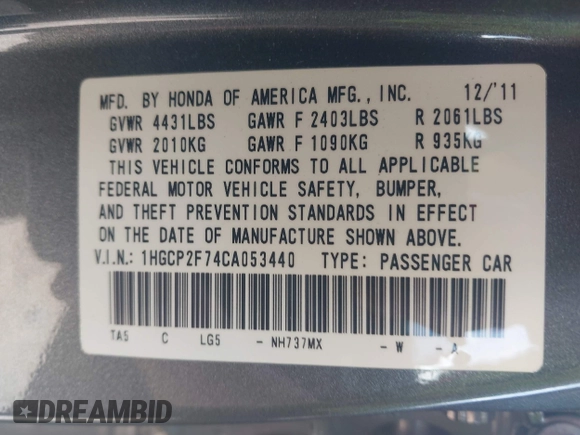 MFD. BY HONDA OF AMERICA MFG., INC. 12/'11
GVWR 4431LBS GAWR F 2403LBS R 2061LBS
GVWR 2010KG GAWR F 1090KG R 935KG
THIS VEHICLE CONFORMS TO ALL APPLICABLE
FEDERAL MOTOR VEHICLE SAFETY, BUMPER,
AND THEFT PREVENTION STANDARDS IN EFFECT
ON THE DATE OF MANUFACTURE SHOWN ABOVE.
V.I.N.: 1HGCP2F74CA053440 TYPE: PASSENGER CAR
TA5 C LG5 - NH737MX - W - A
DREAMBID